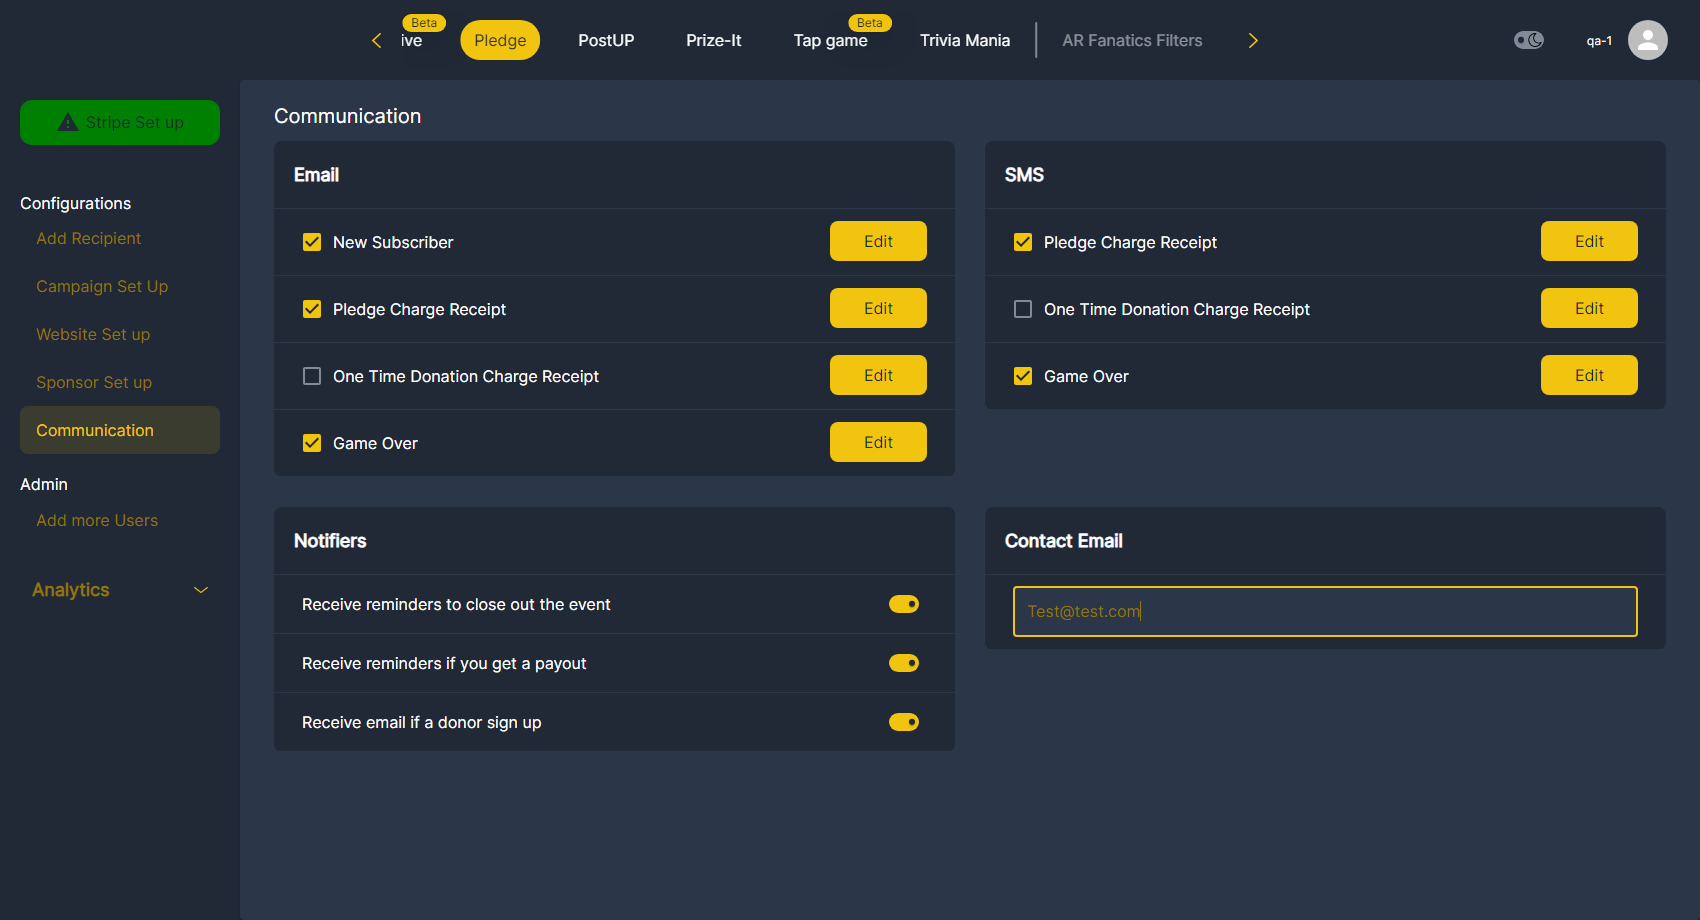 Beta
Beta
ive
Pledge
PostUP
Prize-It
Tap game
Trivia Mania
AR Fanatics Filters
qa-1
Stripe Set up
Configurations
Add Recipient
Campaign Set Up
Website Set up
Sponsor Set up
Communication
Admin
Add more Users
Analytics
Communication
Email
New Subscriber
Edit
Pledge Charge Receipt
Edit
One Time Donation Charge Receipt
Edit
Game Over
Edit
SMS
Pledge Charge Receipt
Edit
One Time Donation Charge Receipt
Edit
Game Over
Edit
Notifiers
Receive reminders to close out the event
Receive reminders if you get a payout
Receive email if a donor sign up
Contact Email
Test@test.com